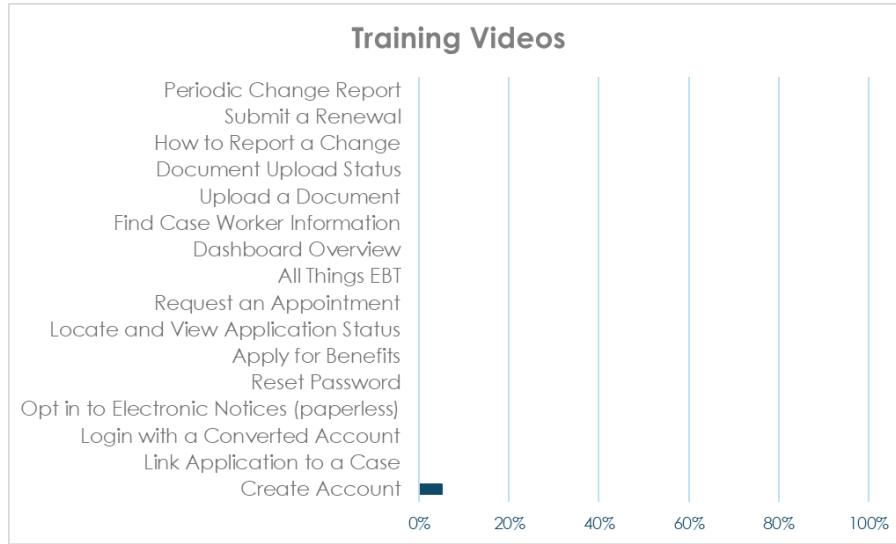 Training Videos
Periodic Change Report
Submit a Renewal
How to Report a Change
Document Upload Status
Upload a Document
Find Case Worker Information
Dashboard Overview
All Things EBT
Request an Appointment
Locate and View Application Status
Apply for Benefits
Reset Password
Opt in to Electronic Notices (paperless)
Login with a Converted Account
Link Application to a Case
Create Account
0% 20% 40% 60% 80% 100%